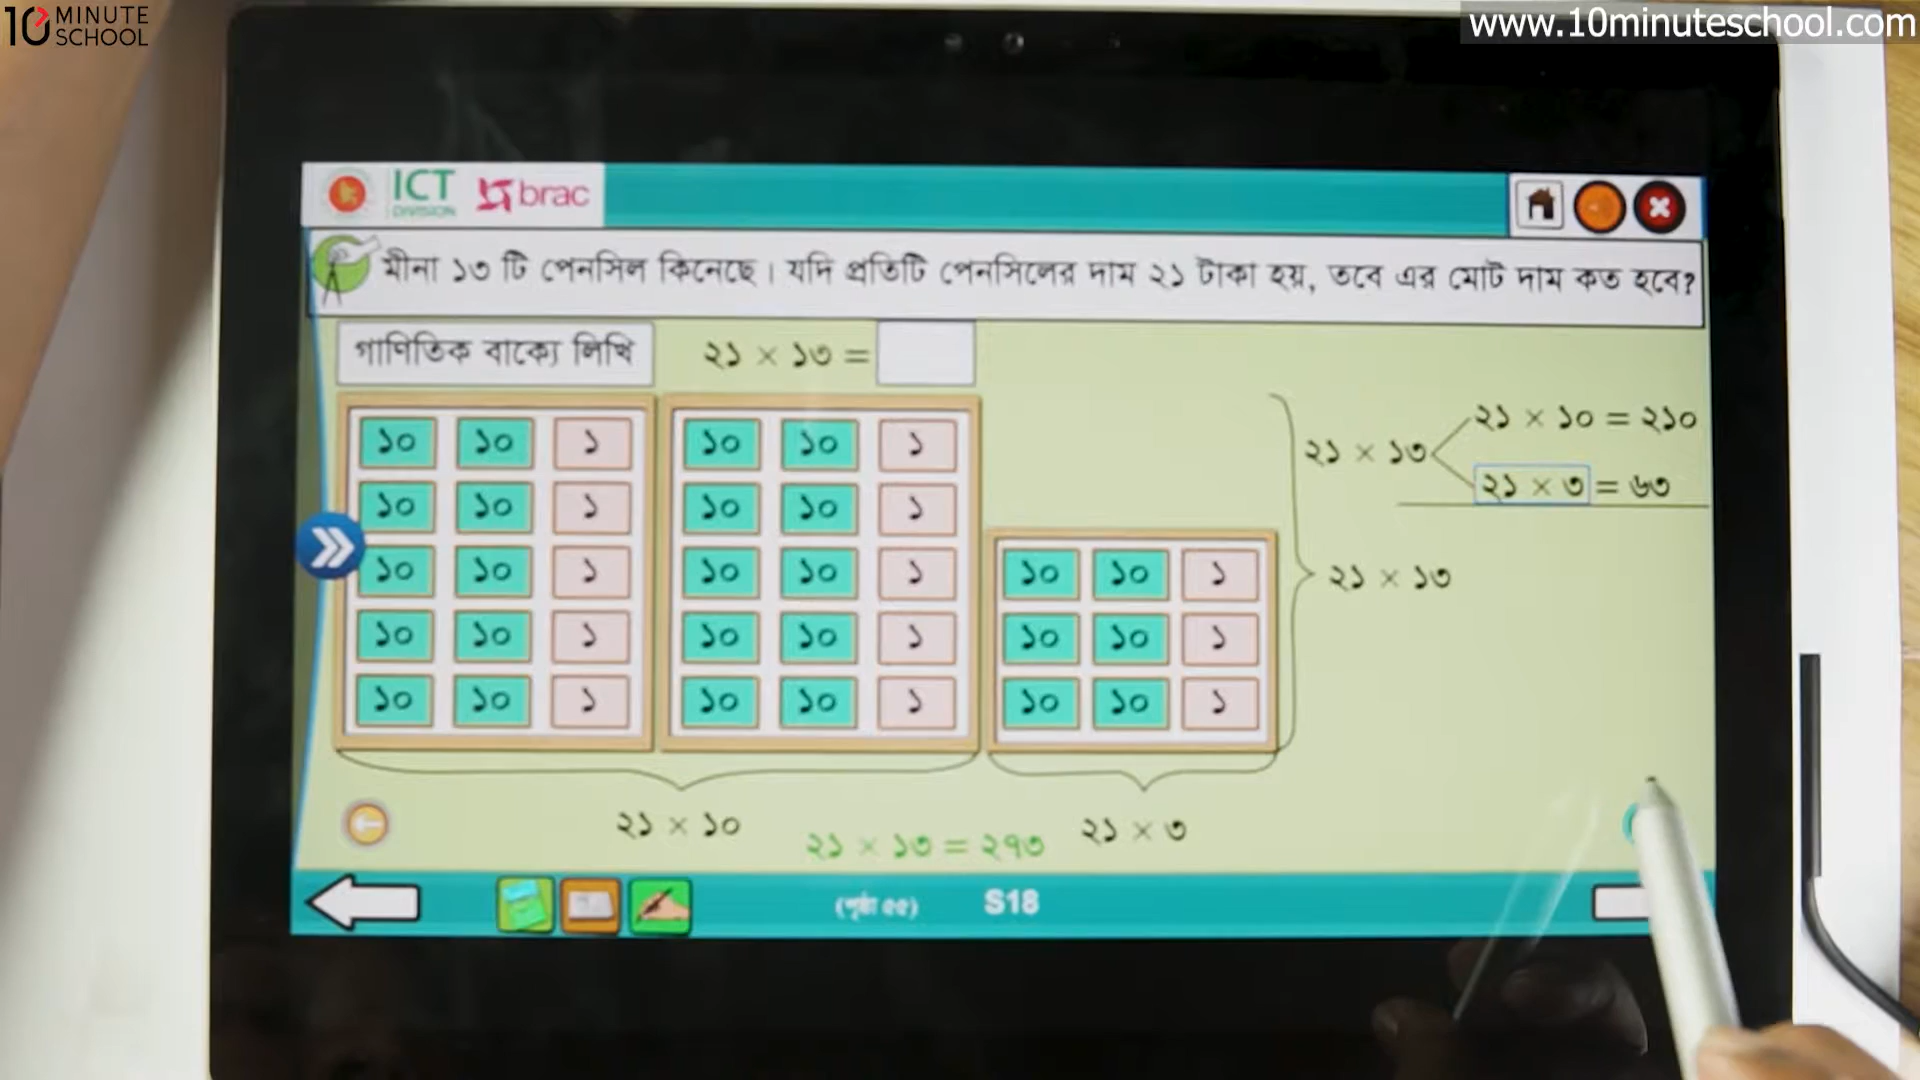 10 MINUTE SCHOOL
www.10minuteschool.com
ICT DIVISION brac
মীনা ১৩ টি পেনসিল কিনেছে। যদি প্রতিটি পেনসিলের দাম ২১ টাকা হয়, তবে এর মোট দাম কত হবে?
গাণিতিক বাক্যে লিখি ২১ × ১৩ =
১০ ১০ ১ ১০ ১০ ১
১০ ১০ ১ ১০ ১০ ১
১০ ১০ ১ ১০ ১০ ১ ১০ ১০ ১
১০ ১০ ১ ১০ ১০ ১ ১০ ১০ ১
১০ ১০ ১ ১০ ১০ ১ ১০ ১০ ১
২১ × ১৩
২১ × ১০ = ২১০
২১ × ৩ = ৬৩
২১ × ১৩
২১ × ১০
২১ × ১৩ = ২৭৩
২১ × ৩
(পৃষ্ঠা ৫৫) S18